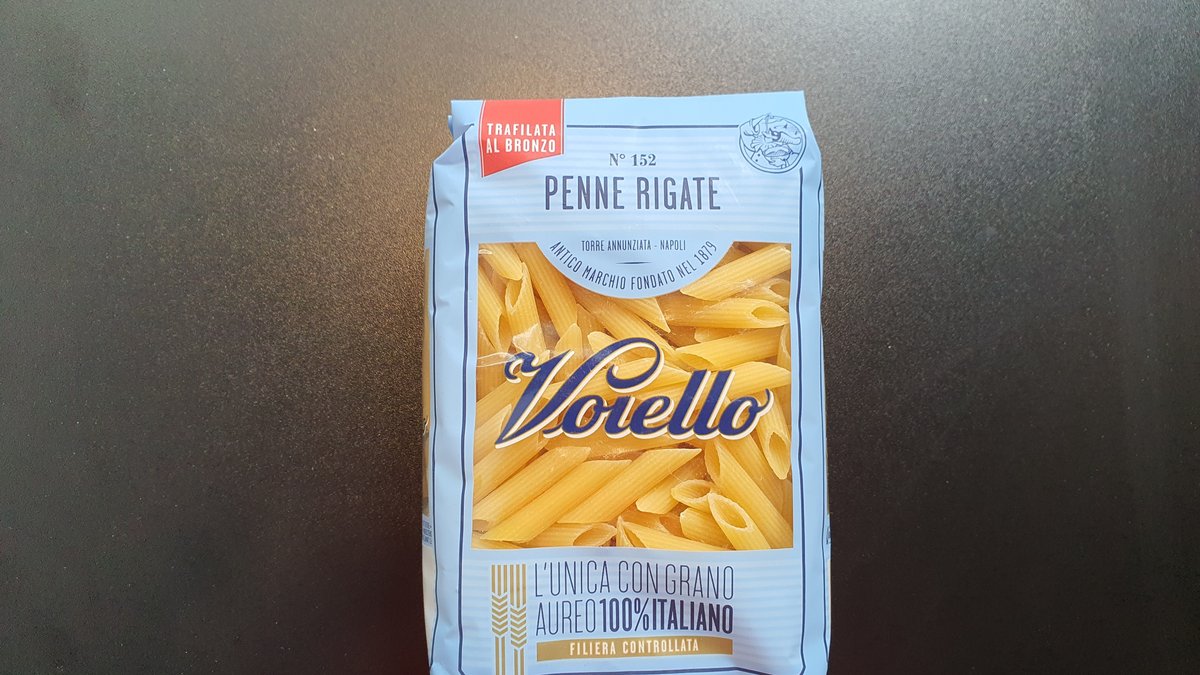 TRAFILATA
AL BRONZO
N° 152
PENNE RIGATE
TORRE ANNUNZIATA - NAPOLI
ANTICO MARCHIO FONDATO NEL 1879
Voiello
L'UNICA CON GRANO
AUREO 100% ITALIANO
FILIERA CONTROLLATA